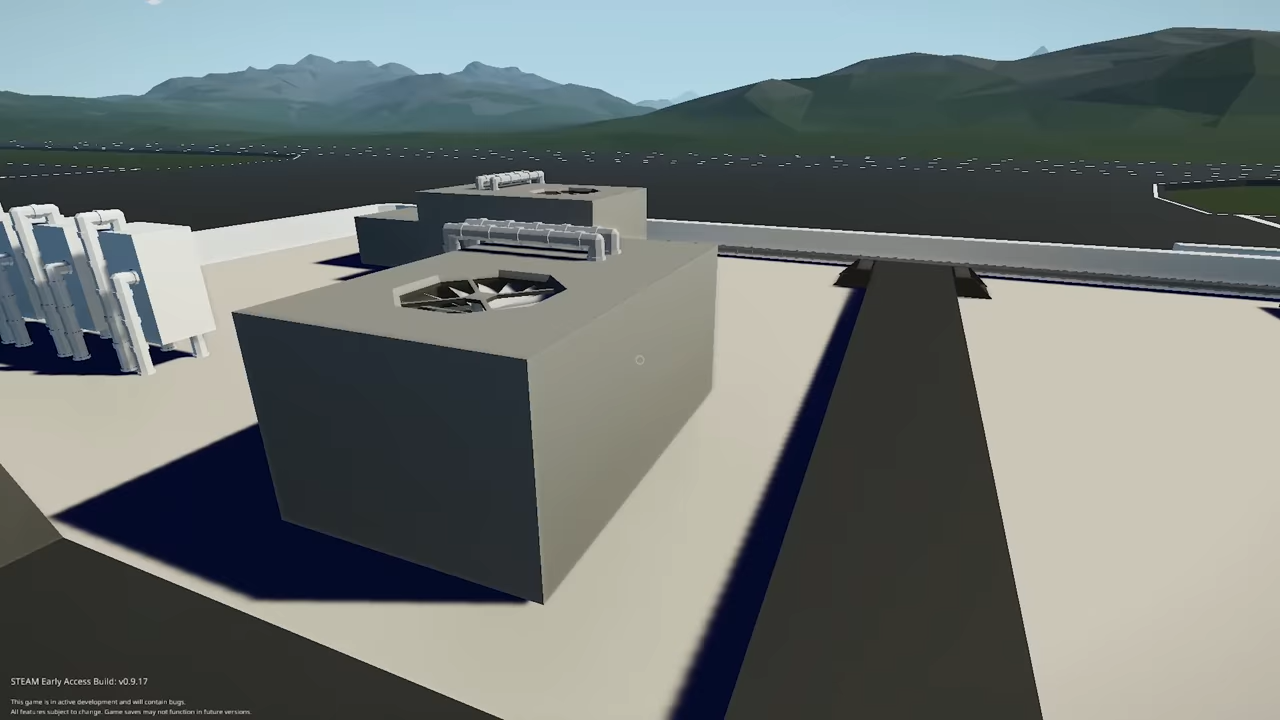 STEAM Early Access Build: v0.9.17
This game is in active development and will contain bugs.
All features subject to change. Game saves may not function in future versions.